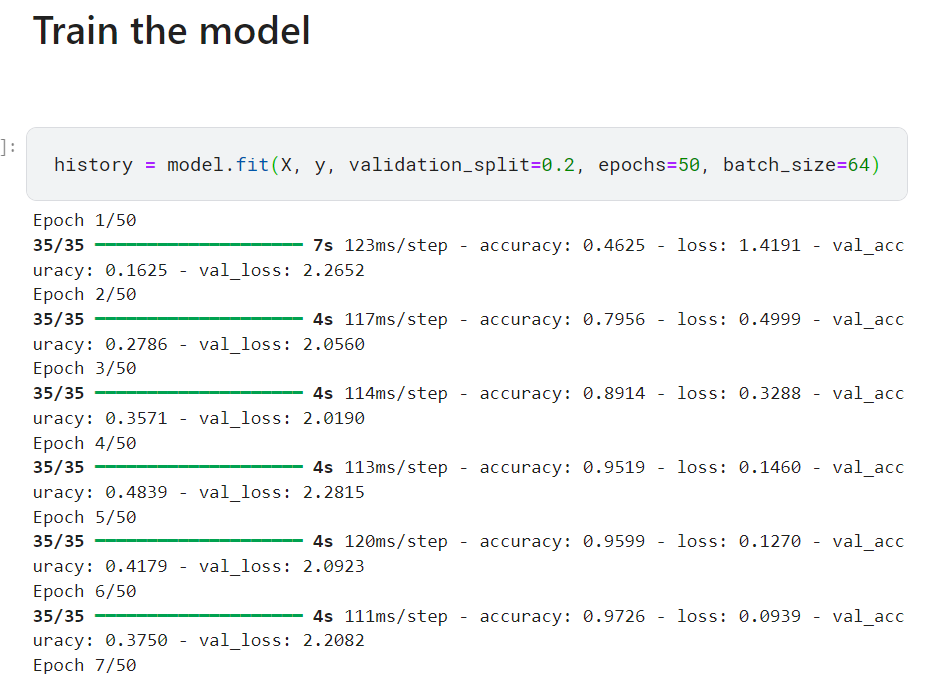 Train the model
]:
history = model.fit(X, y, validation_split=0.2, epochs=50, batch_size=64)
Epoch 1/50
35/35 ━━━━━━━━━━━━━━━━━━━━ 7s 123ms/step - accuracy: 0.4625 - loss: 1.4191 - val_acc
uracy: 0.1625 - val_loss: 2.2652
Epoch 2/50
35/35 ━━━━━━━━━━━━━━━━━━━━ 4s 117ms/step - accuracy: 0.7956 - loss: 0.4999 - val_acc
uracy: 0.2786 - val_loss: 2.0560
Epoch 3/50
35/35 ━━━━━━━━━━━━━━━━━━━━ 4s 114ms/step - accuracy: 0.8914 - loss: 0.3288 - val_acc
uracy: 0.3571 - val_loss: 2.0190
Epoch 4/50
35/35 ━━━━━━━━━━━━━━━━━━━━ 4s 113ms/step - accuracy: 0.9519 - loss: 0.1460 - val_acc
uracy: 0.4839 - val_loss: 2.2815
Epoch 5/50
35/35 ━━━━━━━━━━━━━━━━━━━━ 4s 120ms/step - accuracy: 0.9599 - loss: 0.1270 - val_acc
uracy: 0.4179 - val_loss: 2.0923
Epoch 6/50
35/35 ━━━━━━━━━━━━━━━━━━━━ 4s 111ms/step - accuracy: 0.9726 - loss: 0.0939 - val_acc
uracy: 0.3750 - val_loss: 2.2082
Epoch 7/50